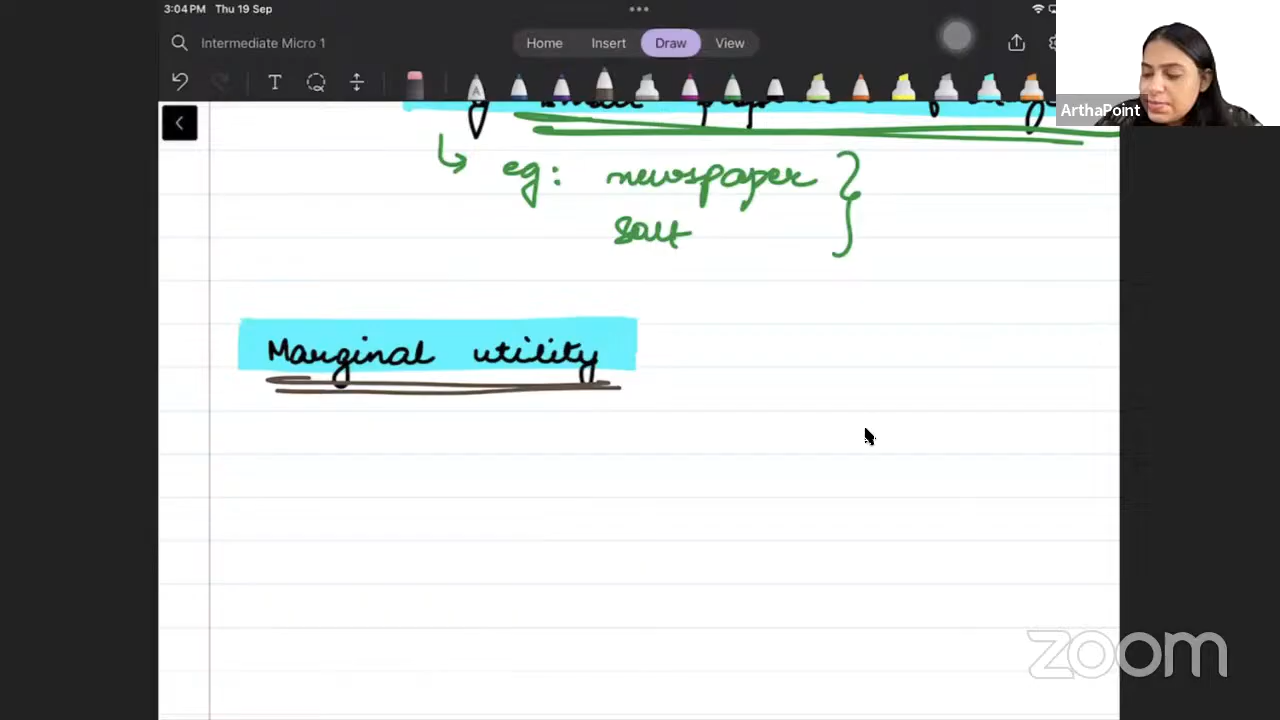 3:04 PM Thu 19 Sep
Intermediate Micro 1
Home Insert Draw View
T
A
ArthaPoint
eg: newspaper
salt
Marginal utility
zoom